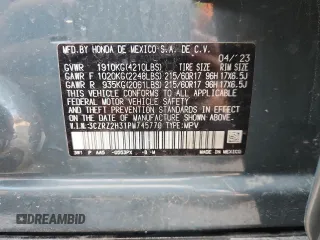 MFD. BY HONDA DE MEXICO-S.A. DE C.V. 04/'23
GVWR 1910KG(4210LBS) TIRE SIZE RIM SIZE
GAWR F 1020KG(2248LBS) 215/60R17 96H 17X6.5J
GAWR R 935KG(2061LBS) 215/60R17 96H 17X6.5J
THIS VEHICLE CONFORMS TO ALL APPLICABLE
FEDERAL MOTOR VEHICLE SAFETY AND
THEFT PREVENTION STANDARDS IN EFFECT
ON THE DATE OF MANUFACTURE SHOWN ABOVE.
V.I.N:3CZRZ2H31PM745770 TYPE:MPV
MADE IN MEXICO